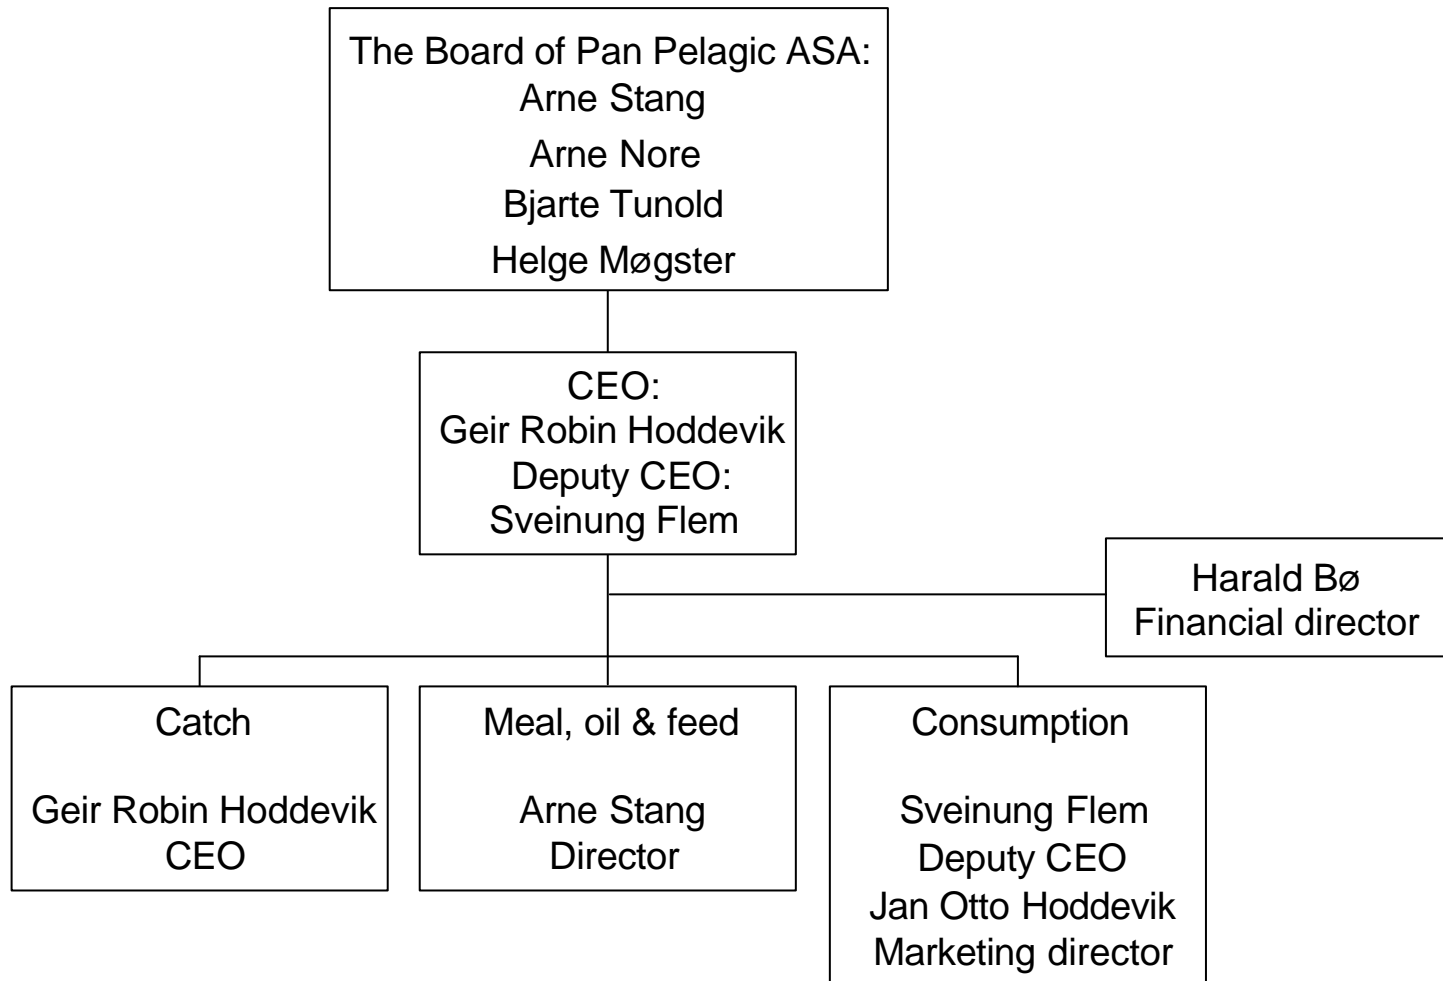 The Board of Pan Pelagic ASA:
Arne Stang
Arne Nore
Bjarte Tunold
Helge Møgster
CEO:
Geir Robin Hoddevik
Deputy CEO:
Sveinung Flem
Harald Bø
Financial director
Catch
Geir Robin Hoddevik
CEO
Meal, oil & feed
Arne Stang
Director
Consumption
Sveinung Flem
Deputy CEO
Jan Otto Hoddevik
Marketing director